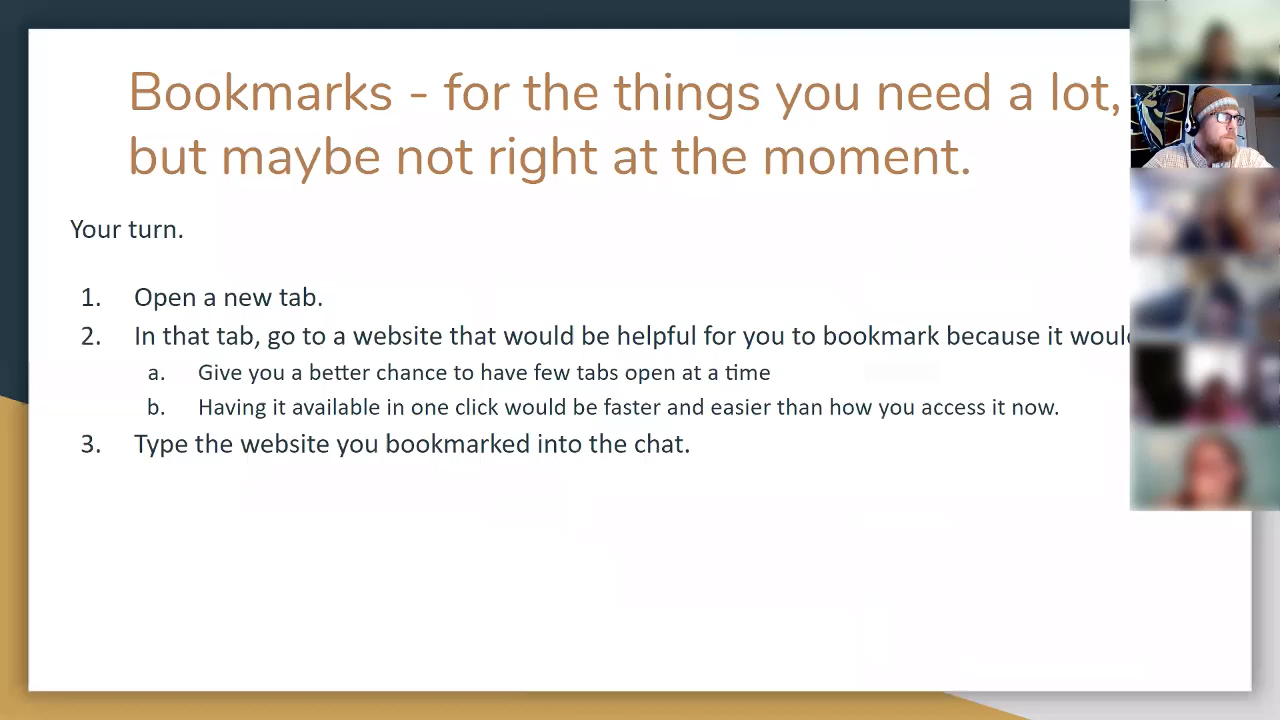 Bookmarks - for the things you need a lot,
but maybe not right at the moment.
Your turn.
1. Open a new tab.
2. In that tab, go to a website that would be helpful for you to bookmark because it
a. Give you a better chance to have few tabs open at a time
b. Having it available in one click would be faster and easier than how you access it now.
3. Type the website you bookmarked into the chat.